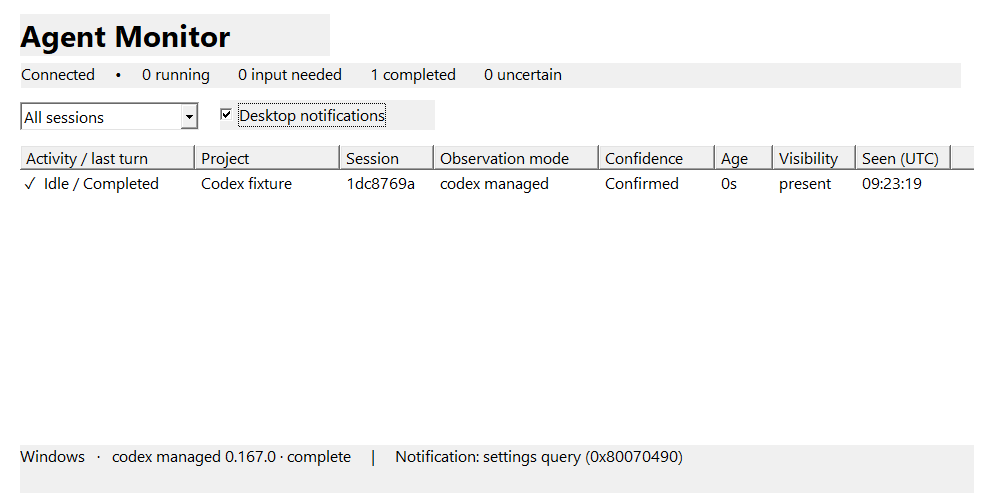 Agent Monitor
Connected • 0 running 0 input needed 1 completed 0 uncertain
All sessions Desktop notifications
Activity / last turn Project Session Observation mode Confidence Age Visibility Seen (UTC)
✓ Idle / Completed Codex fixture 1dc8769a codex managed Confirmed 0s present 09:23:19
Windows · codex managed 0.167.0 · complete | Notification: settings query (0x80070490)